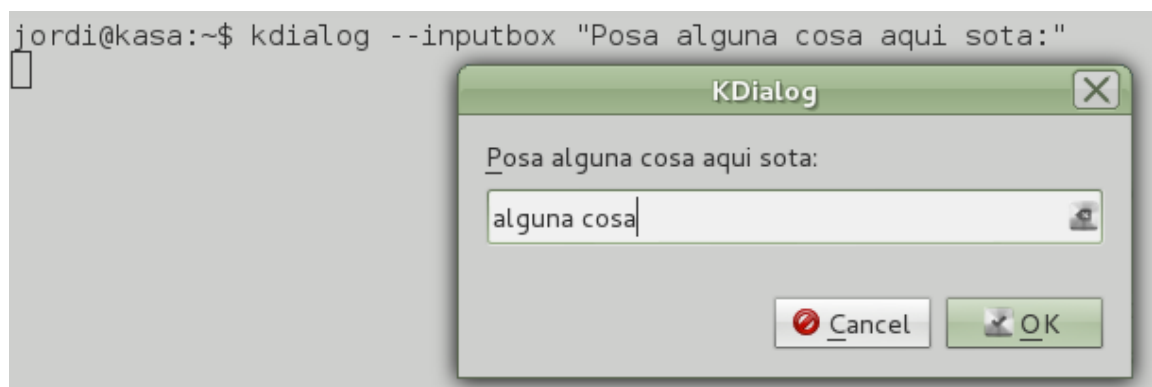 jordi@kasa:~$ kdialog --inputbox "Posa alguna cosa aqui sota:"
KDialog
Posa alguna cosa aqui sota:
alguna cosa
Cancel
OK